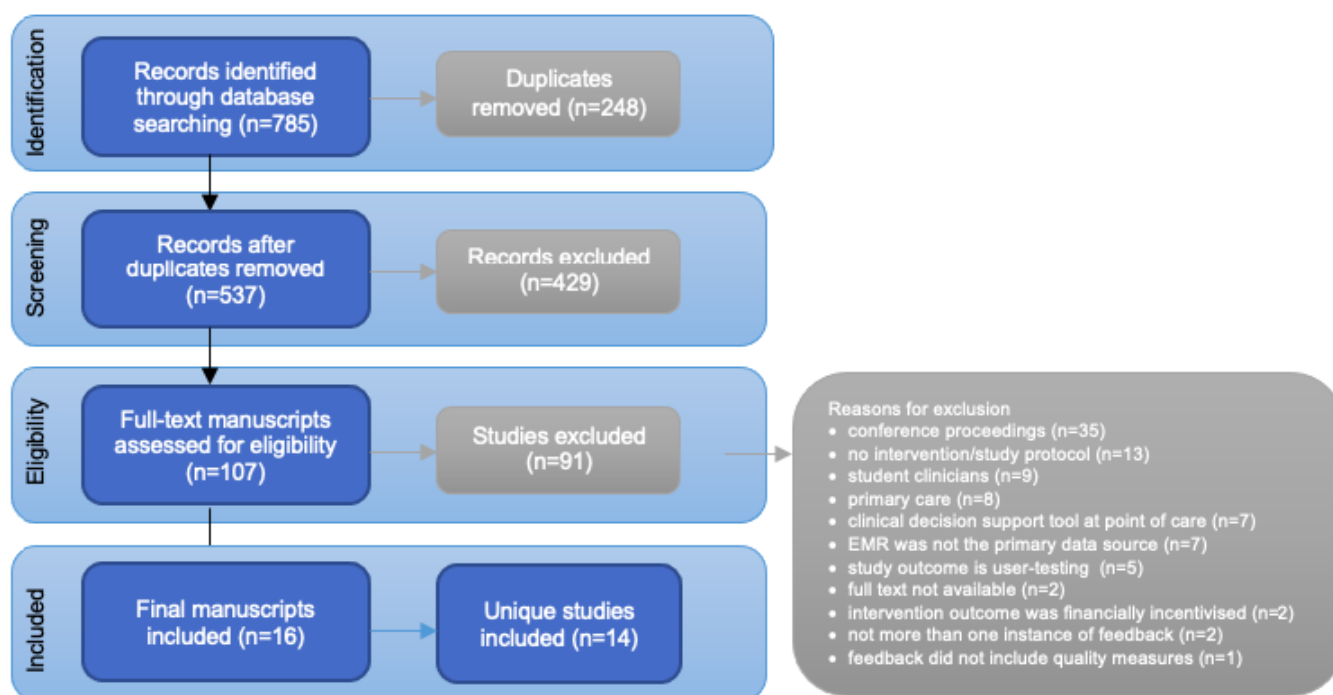 Identification
Records identified
through database
searching (n=785)
Duplicates
removed (n=248)
Screening
Records after
duplicates removed
(n=537)
Records excluded
(n=429)
Eligibility
Full-text manuscripts
assessed for eligibility
(n=107)
Studies excluded
(n=91)
Reasons for exclusion
• conference proceedings (n=35)
• no intervention/study protocol (n=13)
• student clinicians (n=9)
• primary care (n=8)
• clinical decision support tool at point of care (n=7)
• EMR was not the primary data source (n=7)
• study outcome is user-testing (n=5)
• full text not available (n=2)
• intervention outcome was financially incentivised (n=2)
• not more than one instance of feedback (n=2)
• feedback did not include quality measures (n=1)
Included
Final manuscripts
included (n=16)
Unique studies
included (n=14)